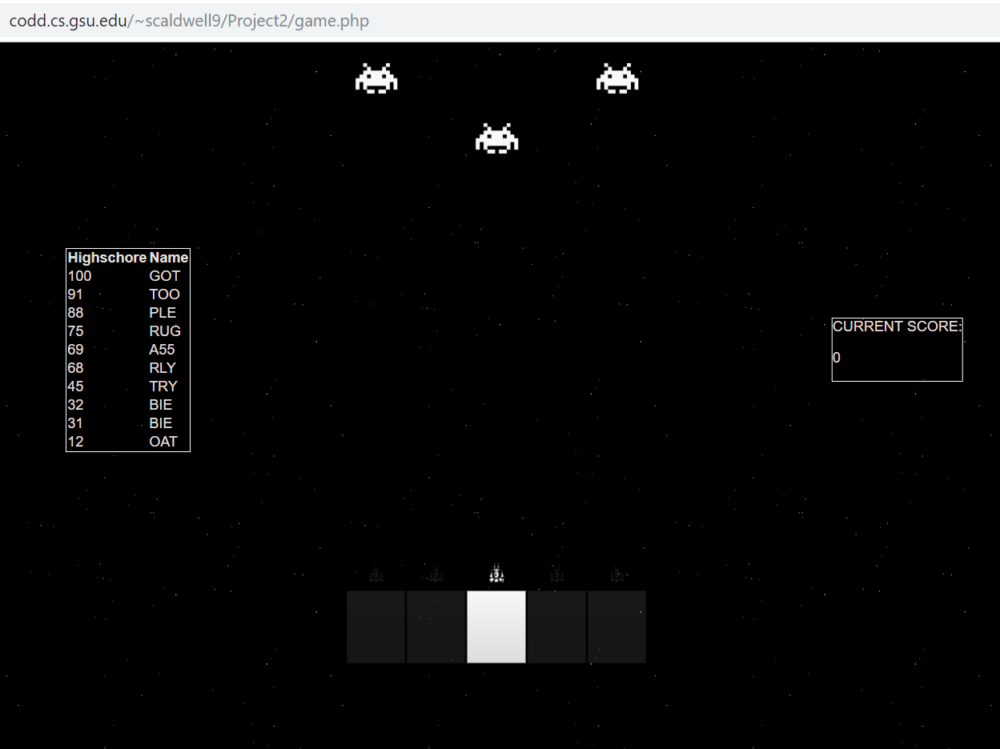 codd.cs.gsu.edu/~scaldwell9/Project2/game.php
Highschore Name
100 GOT
91 TOO
88 PLE
75 RUG
69 A55
68 RLY
45 TRY
32 BIE
31 BIE
12 OAT
CURRENT SCORE:
0